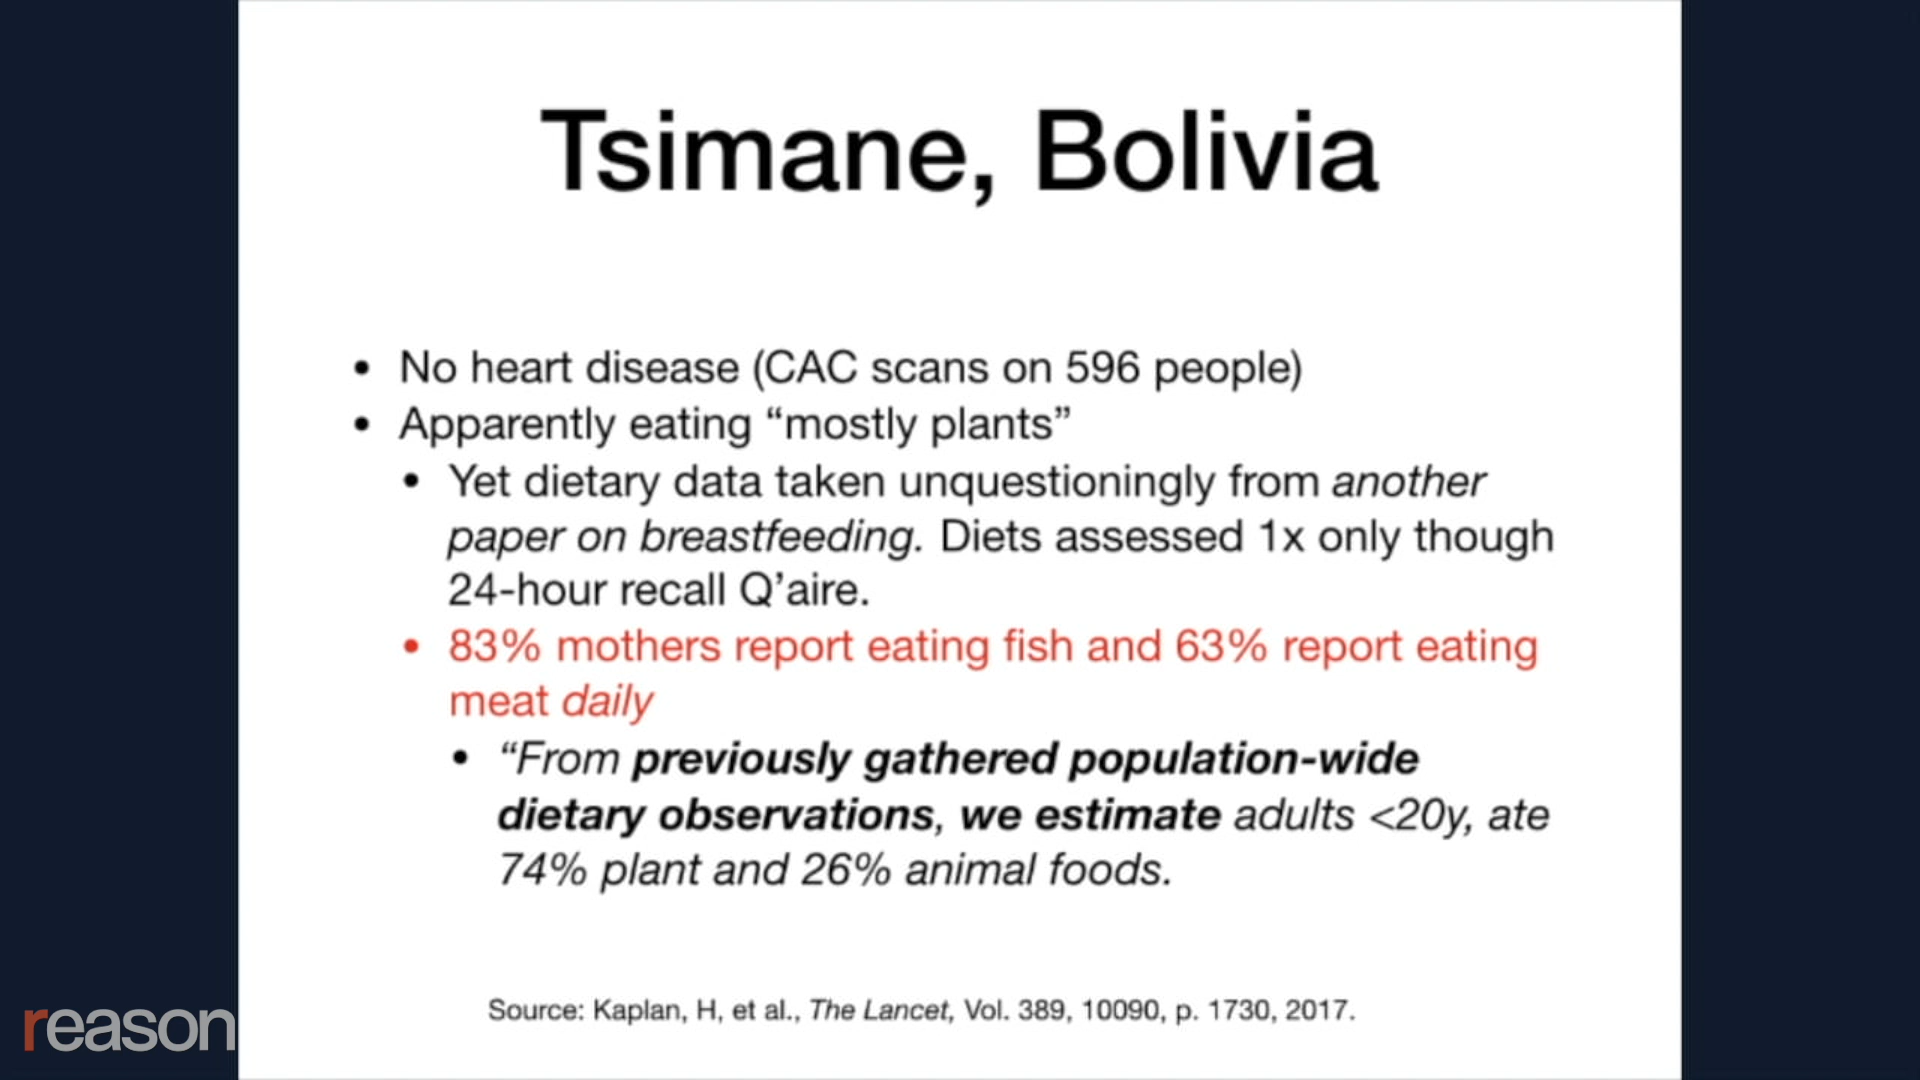 Tsimane, Bolivia
• No heart disease (CAC scans on 596 people)
• Apparently eating “mostly plants”
• Yet dietary data taken unquestioningly from another
paper on breastfeeding. Diets assessed 1x only though
24-hour recall Q’aire.
• 83% mothers report eating fish and 63% report eating
meat daily
• “From previously gathered population-wide
dietary observations, we estimate adults <20y, ate
74% plant and 26% animal foods.
Source: Kaplan, H, et al., The Lancet, Vol. 389, 10090, p. 1730, 2017.
reason